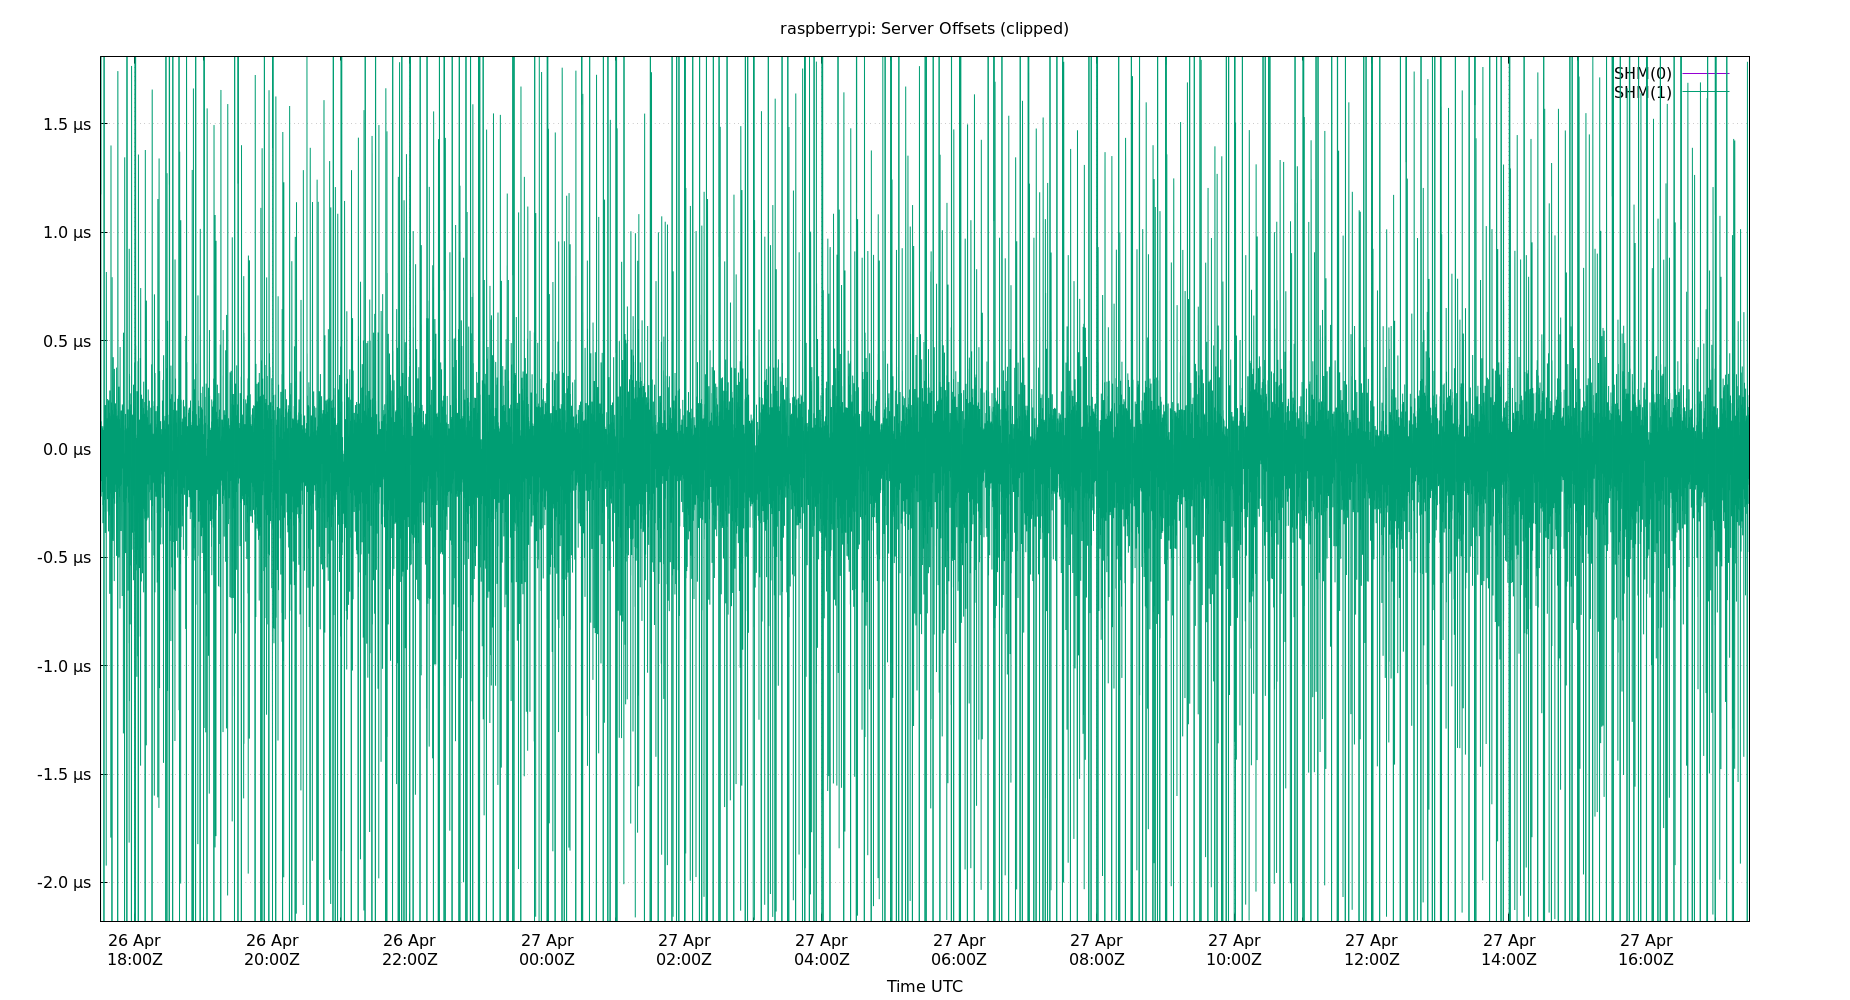 raspberrypi: Server Offsets (clipped)
SHM(0)
SHM(1)
1.5 µs
1.0 µs
0.5 µs
0.0 µs
-0.5 µs
-1.0 µs
-1.5 µs
-2.0 µs
26 Apr 26 Apr 26 Apr 27 Apr 27 Apr 27 Apr 27 Apr 27 Apr 27 Apr 27 Apr 27 Apr 27 Apr
18:00Z 20:00Z 22:00Z 00:00Z 02:00Z 04:00Z 06:00Z 08:00Z 10:00Z 12:00Z 14:00Z 16:00Z
Time UTC